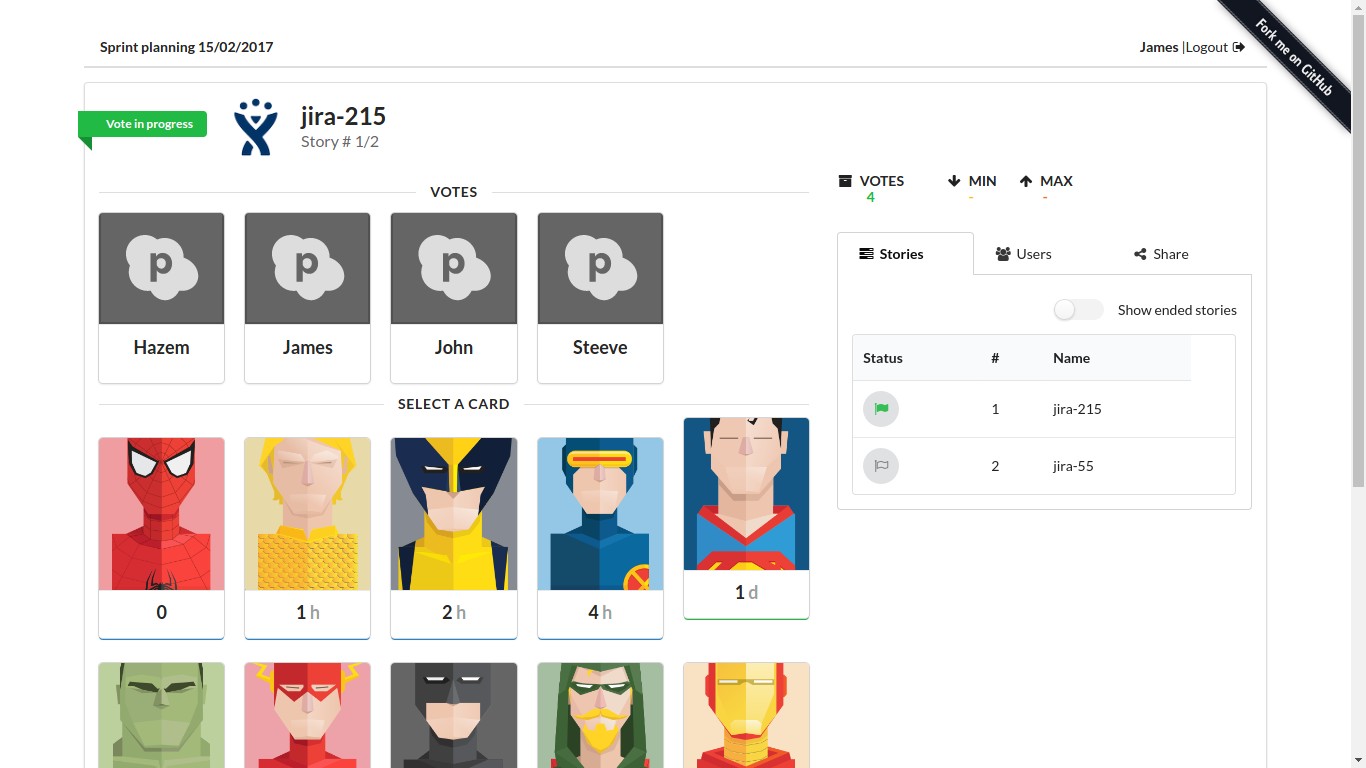 Sprint planning 15/02/2017
James |Logout
Fork me on GitHub
Vote in progress
jira-215
Story # 1/2
VOTES
p
p
p
p
Hazem
James
John
Steeve
SELECT A CARD
0
1 h
2 h
4 h
1 d
VOTES
4
MIN
-
MAX
-
Stories
Users
Share
Show ended stories
Status # Name
1 jira-215
2 jira-55